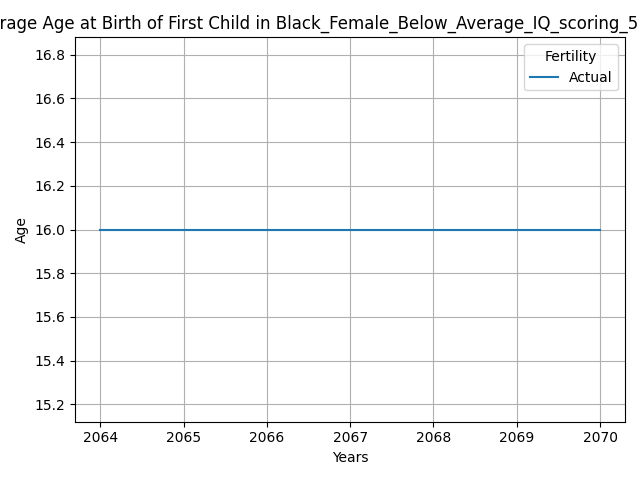 rage Age at Birth of First Child in Black_Female_Below_Average_IQ_scoring_5
Fertility
Actual
16.8
16.6
16.4
16.2
16.0
15.8
15.6
15.4
15.2
Age
2064 2065 2066 2067 2068 2069 2070
Years